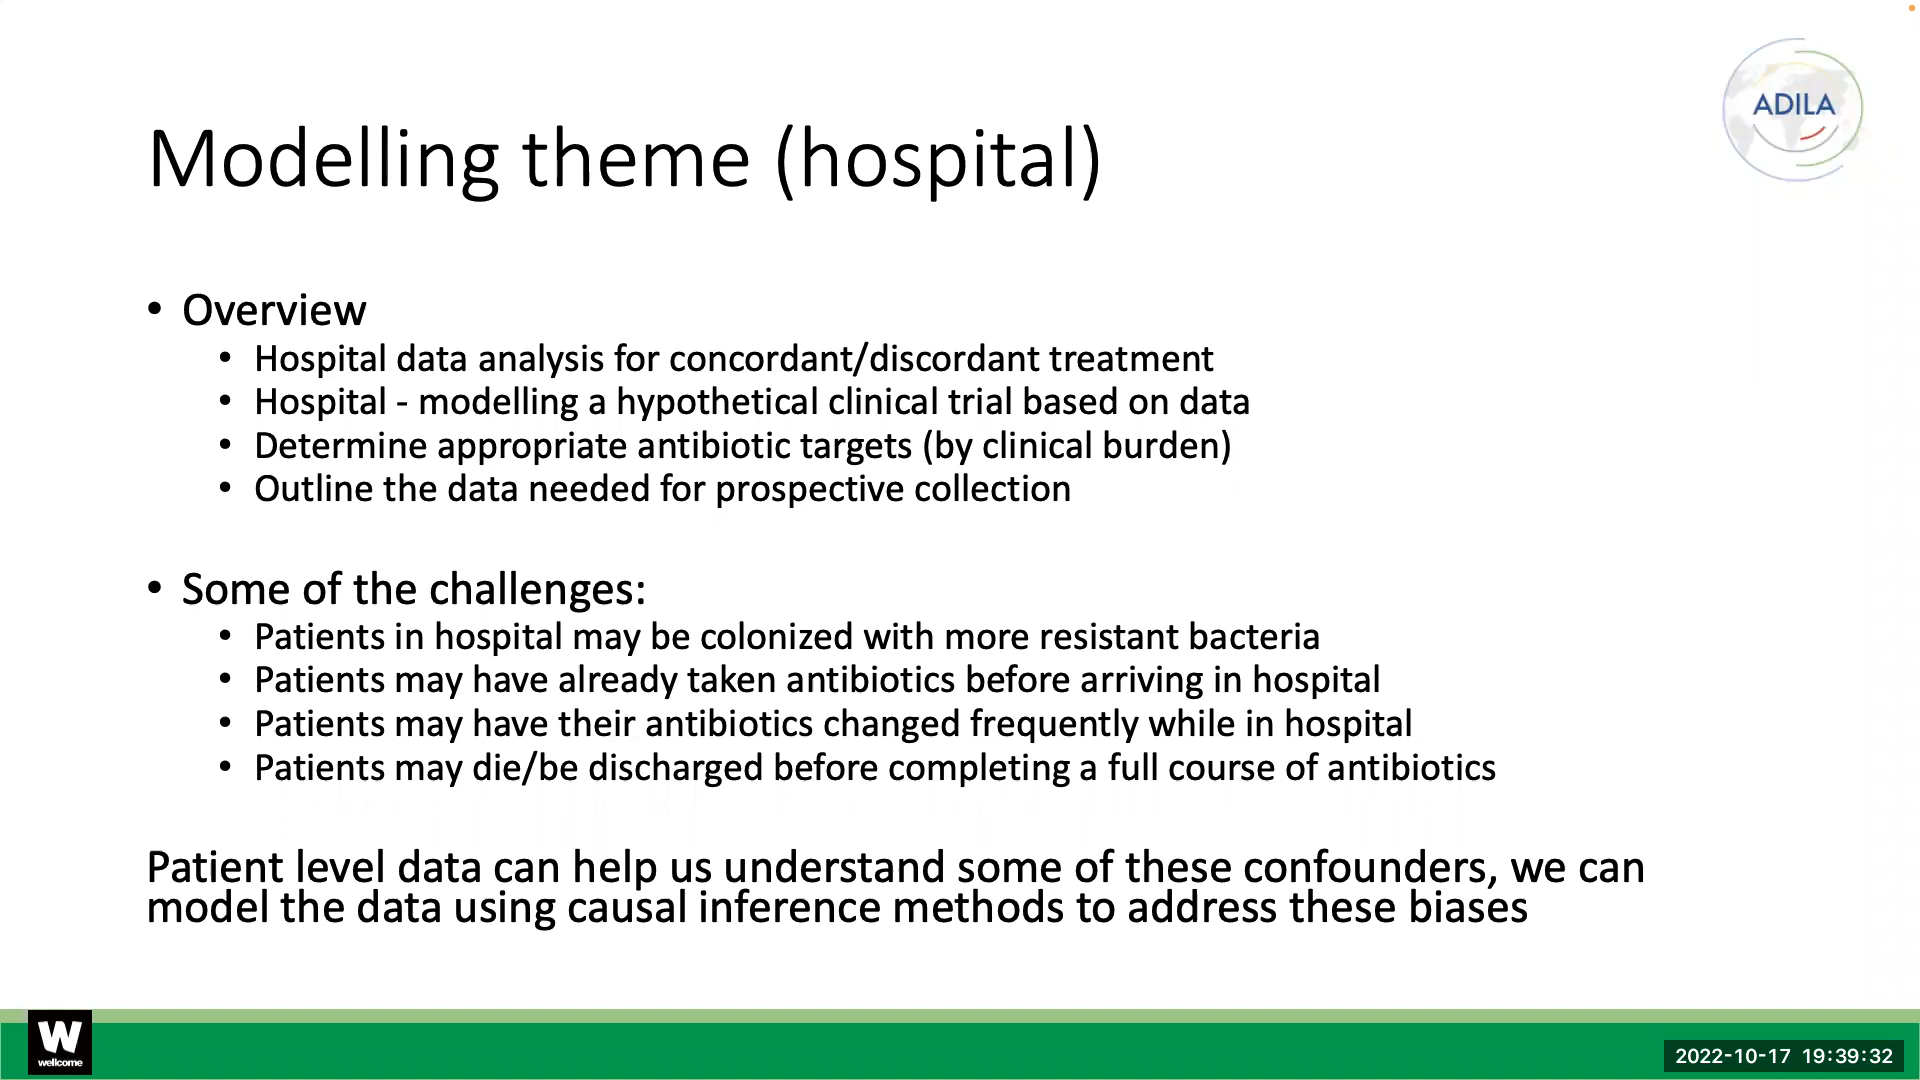 ADILA
Modelling theme (hospital)
• Overview
• Hospital data analysis for concordant/discordant treatment
• Hospital - modelling a hypothetical clinical trial based on data
• Determine appropriate antibiotic targets (by clinical burden)
• Outline the data needed for prospective collection
• Some of the challenges:
• Patients in hospital may be colonized with more resistant bacteria
• Patients may have already taken antibiotics before arriving in hospital
• Patients may have their antibiotics changed frequently while in hospital
• Patients may die/be discharged before completing a full course of antibiotics
Patient level data can help us understand some of these confounders, we can
model the data using causal inference methods to address these biases
W
wellcome
2022-10-17 19:39:32